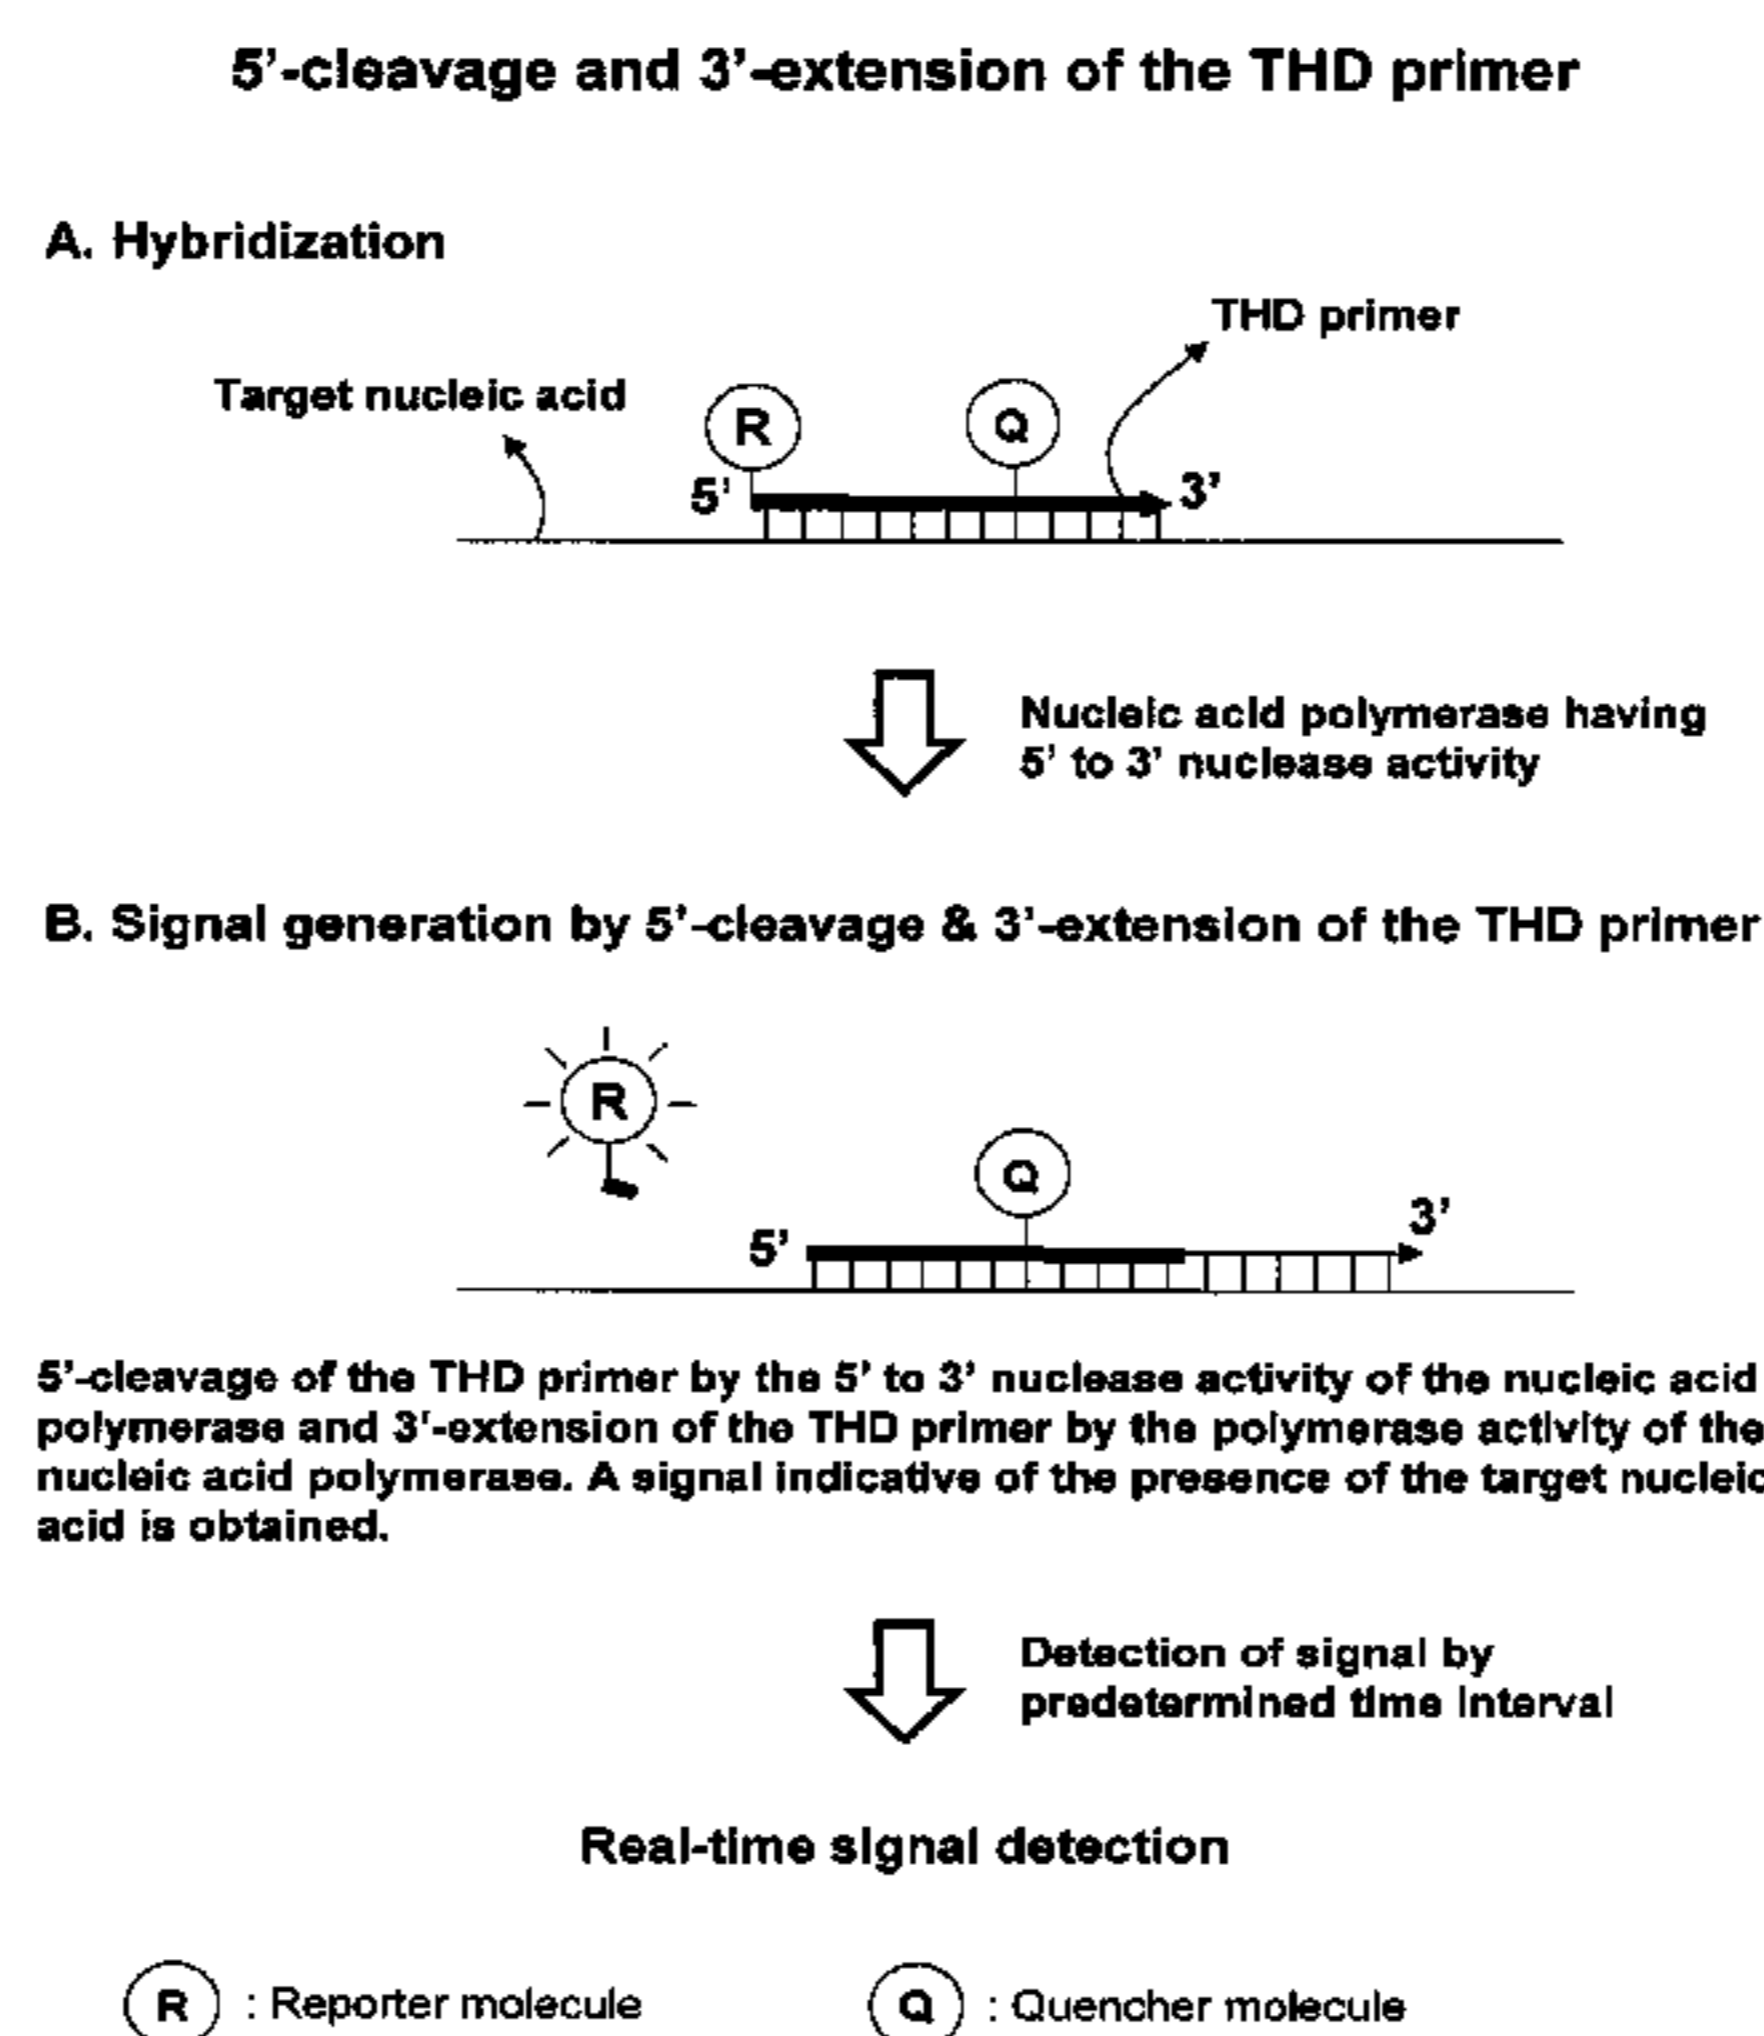 5'-cleavage and 3'-extension of the THD primer
A. Hybridization
THD primer
Target nucleic acid
R
Q
5'
3'
Nucleic acid polymerase having
5' to 3' nuclease activity
B. Signal generation by 5'-cleavage & 3'-extension of the THD primer
R
Q
3'
5'
5'-cleavage of the THD primer by the 5' to 3' nuclease activity of the nucleic acid
polymerase and 3'-extension of the THD primer by the polymerase activity of the
nucleic acid polymerase. A signal indicative of the presence of the target nucleic
acid is obtained.
Detection of signal by
predetermined time interval
Real-time signal detection
R : Reporter molecule
Q : Quencher molecule